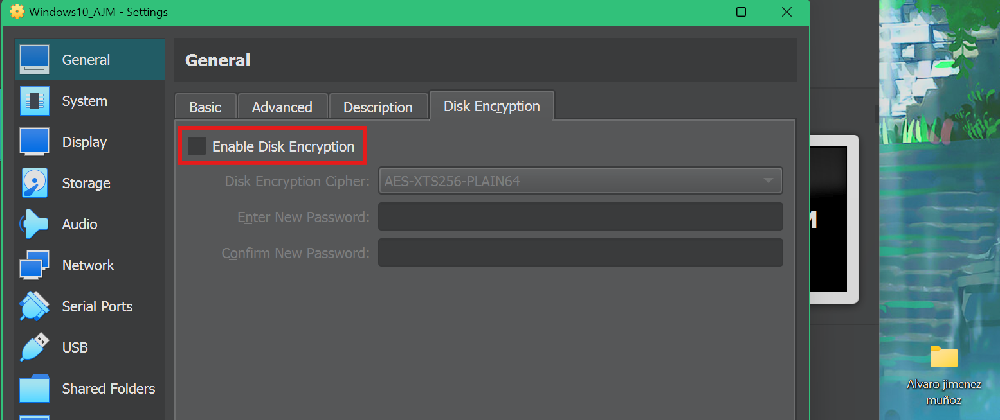 Windows10_AJM - Settings
General
System
Display
Storage
Audio
Network
Serial Ports
USB
Shared Folders
General
Basic
Advanced
Description
Disk Encryption
Enable Disk Encryption
Disk Encryption Cipher: AES-XTS256-PLAIN64
Enter New Password:
Confirm New Password:
M
Alvaro jimenez
muñoz